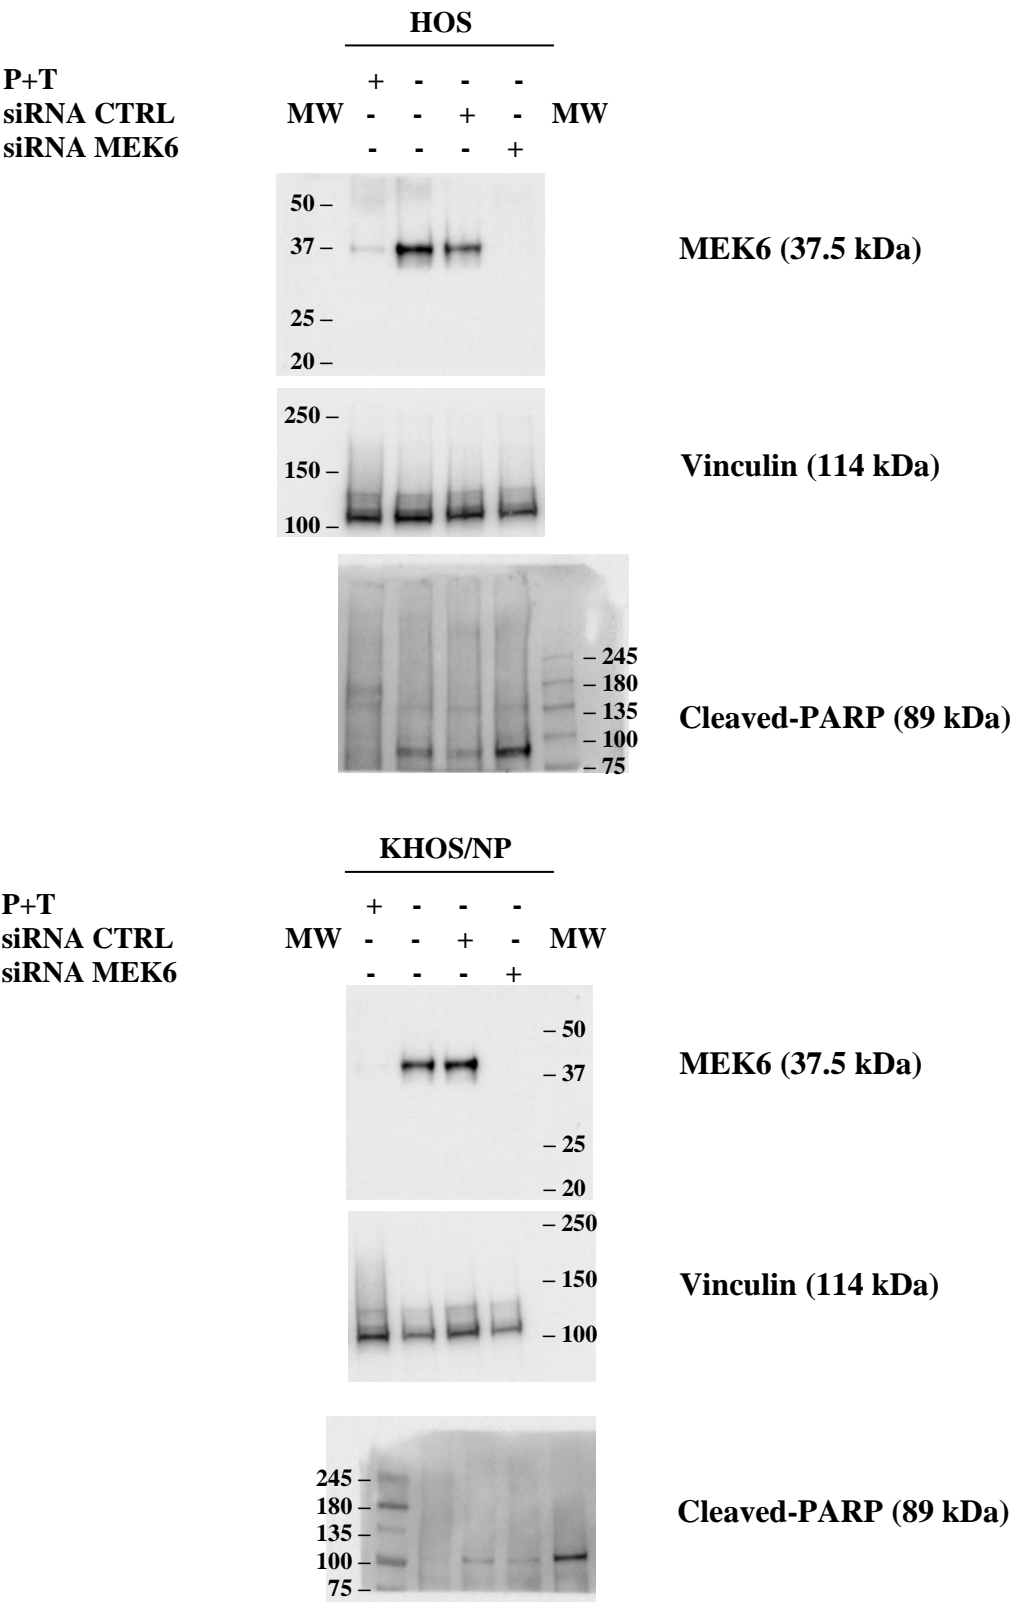 HOS
P+T + - - -
siRNA CTRL MW - - + - MW
siRNA MEK6 - - - +
50 –
37 –
25 –
20 –
MEK6 (37.5 kDa)
250 –
150 –
100 –
Vinculin (114 kDa)
– 245
– 180
– 135
– 100
– 75
Cleaved-PARP (89 kDa)
KHOS/NP
P+T + - - -
siRNA CTRL MW - - + - MW
siRNA MEK6 - - - +
– 50
– 37
– 25
– 20
MEK6 (37.5 kDa)
– 250
– 150
– 100
Vinculin (114 kDa)
245 –
180 –
135 –
100 –
75 –
Cleaved-PARP (89 kDa)